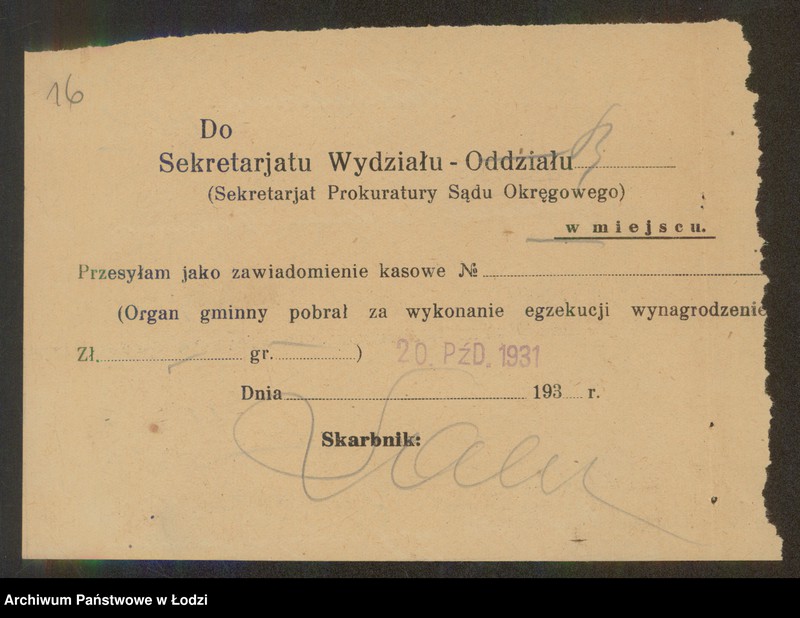 16
Do
Sekretarjatu Wydziału - Oddziału
(Sekretarjat Prokuratury Sądu Okręgowego)
w miejscu.
Przesyłam jako zawiadomienie kasowe №
(Organ gminny pobrał za wykonanie egzekucji wynagrodzenie
Zł. gr. )
20. PŹD. 1931
Dnia 193 r.
Skarbnik:
Archiwum Państwowe w Łodzi